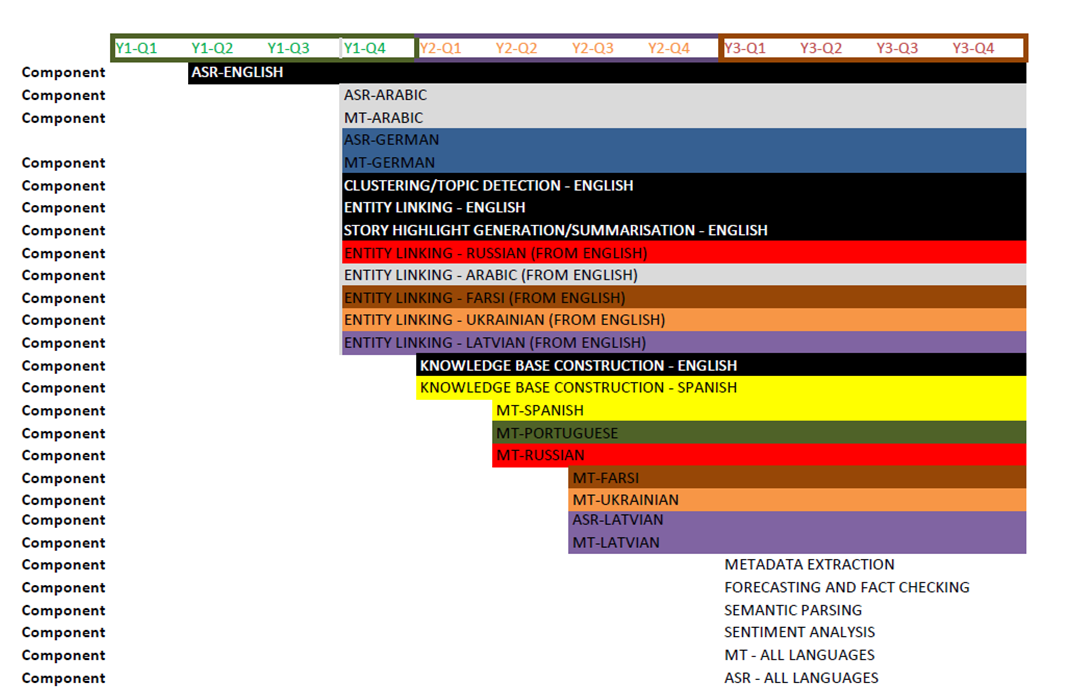 Y1-Q1 Y1-Q2 Y1-Q3 Y1-Q4 Y2-Q1 Y2-Q2 Y2-Q3 Y2-Q4 Y3-Q1 Y3-Q2 Y3-Q3 Y3-Q4
Component ASR-ENGLISH
Component ASR-ARABIC
Component MT-ARABIC
ASR-GERMAN
Component MT-GERMAN
Component CLUSTERING/TOPIC DETECTION - ENGLISH
Component ENTITY LINKING - ENGLISH
Component STORY HIGHLIGHT GENERATION/SUMMARISATION - ENGLISH
Component ENTITY LINKING - RUSSIAN (FROM ENGLISH)
Component ENTITY LINKING - ARABIC (FROM ENGLISH)
Component ENTITY LINKING - FARSI (FROM ENGLISH)
Component ENTITY LINKING - UKRAINIAN (FROM ENGLISH)
Component ENTITY LINKING - LATVIAN (FROM ENGLISH)
Component KNOWLEDGE BASE CONSTRUCTION - ENGLISH
Component KNOWLEDGE BASE CONSTRUCTION - SPANISH
Component MT-SPANISH
Component MT-PORTUGUESE
Component MT-RUSSIAN
Component MT-FARSI
Component MT-UKRAINIAN
Component ASR-LATVIAN
Component MT-LATVIAN
Component METADATA EXTRACTION
Component FORECASTING AND FACT CHECKING
Component SEMANTIC PARSING
Component SENTIMENT ANALYSIS
Component MT - ALL LANGUAGES
Component ASR - ALL LANGUAGES